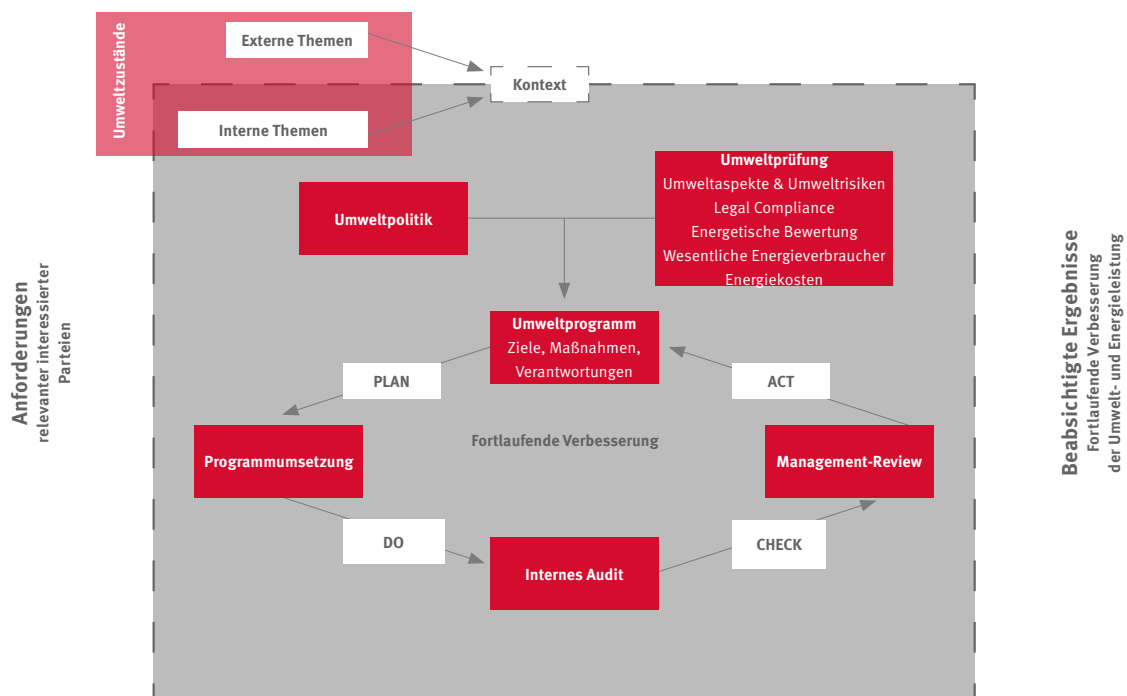 Umweltzustände
Externe Themen
Kontext
Interne Themen
Umweltpolitik
Umweltprüfung
Umweltaspekte & Umweltrisiken
Legal Compliance
Energetische Bewertung
Wesentliche Energieverbraucher
Energiekosten
Anforderungen
relevanter interessierter
Parteien
Umweltprogramm
Ziele, Maßnahmen,
Verantwortungen
PLAN
ACT
Fortlaufende Verbesserung
Programmumsetzung
Management-Review
DO
CHECK
Internes Audit
Beabsichtigte Ergebnisse
Fortlaufende Verbesserung
der Umwelt- und Energieleistung